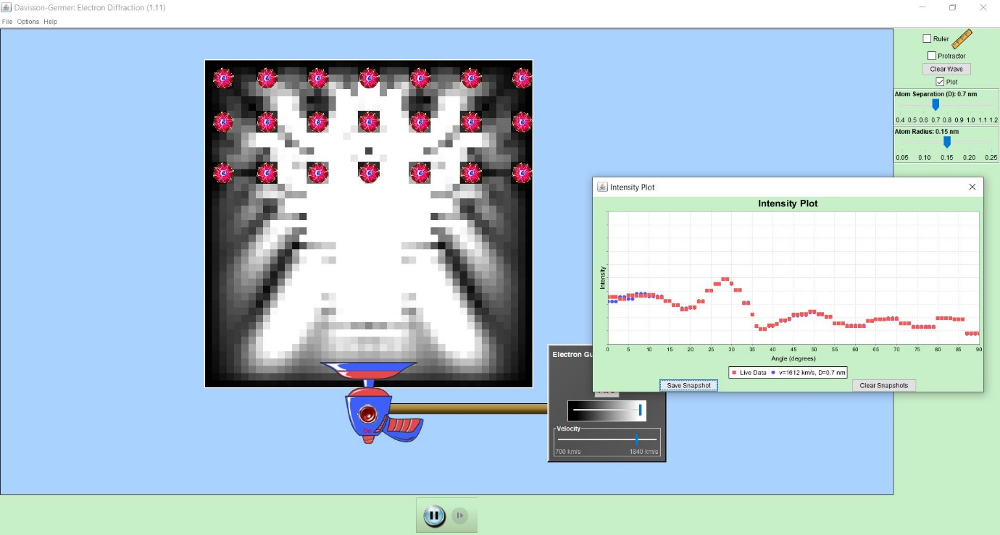 Davisson-Germer: Electron Diffraction (1.11)
File Options Help
Ruler
Protractor
Clear Wave
Plot
Atom Separation (D): 0.7 nm
0.4 0.5 0.6 0.7 0.8 0.9 1.0 1.1 1.2
Atom Radius: 0.15 nm
0.05 0.10 0.15 0.20 0.25
Intensity Plot
Intensity Plot
Intensity
0 5 10 15 20 25 30 35 40 45 50 55 60 65 70 75 80 85 90
Angle (degrees)
Live Data v=1612 km/s, D=0.7 nm
Save Snapshot Clear Snapshots
Electron Gu
Velocity
700 km/s 1840 km/s
On